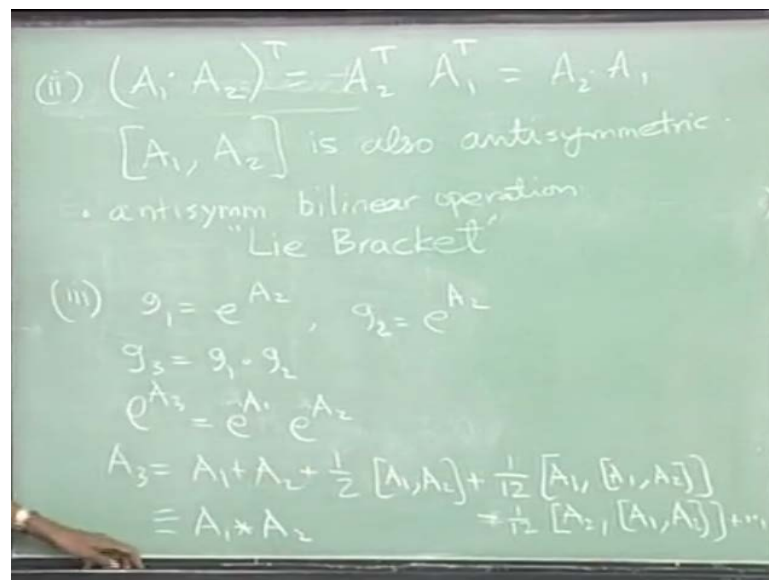 (ii) (A₁· A₂)ᵀ = A₂ᵀ A₁ᵀ = A₂·A₁
[A₁, A₂] is also antisymmetric.
· antisymm bilinear operation
"Lie Bracket"
(iii) g₁ = e^A₂ , g₂ = e^A₂
g₃ = g₁·g₂
e^A₃ = e^A₁ e^A₂
A₃ = A₁+A₂+½ [A₁,A₂]+ 1/12 [A₁, [A₁,A₂]]
≡ A₁*A₂ - 1/12 [A₂, [A₁,A₂]]+...